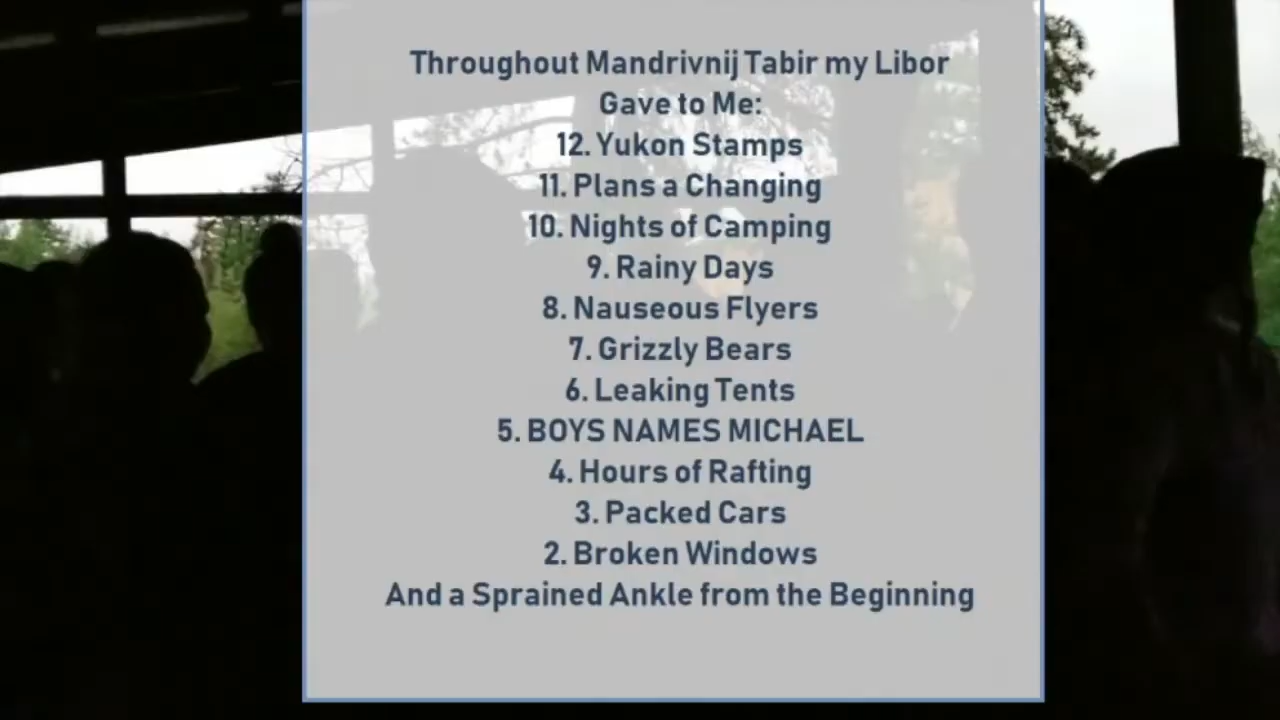 Throughout Mandrivnij Tabir my Libor
Gave to Me:
12. Yukon Stamps
11. Plans a Changing
10. Nights of Camping
9. Rainy Days
8. Nauseous Flyers
7. Grizzly Bears
6. Leaking Tents
5. BOYS NAMES MICHAEL
4. Hours of Rafting
3. Packed Cars
2. Broken Windows
And a Sprained Ankle from the Beginning